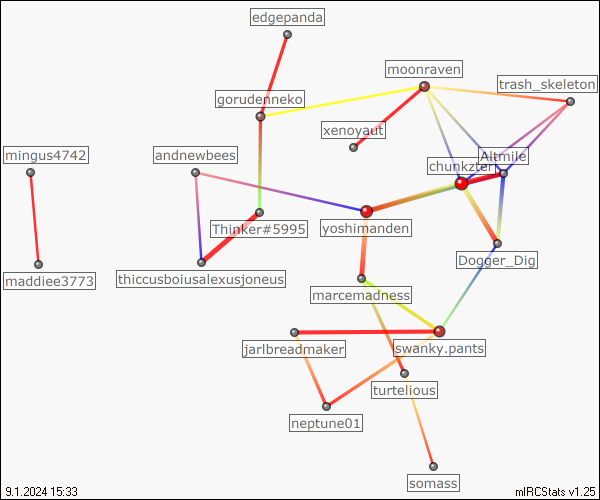 edgepanda
moonraven
trash_skeleton
gorudenneko
xenoyaut
mingus4742
andnewbees
Altmile
chunkzter
Thinker#5995
yoshimanden
Dogger_Dig
maddiee3773
thiccusboiusalexusjoneus
marcemadness
jarlbreadmaker
swanky.pants
turtelious
neptune01
somass
9.1.2024 15:33
mIRCStats v1.25